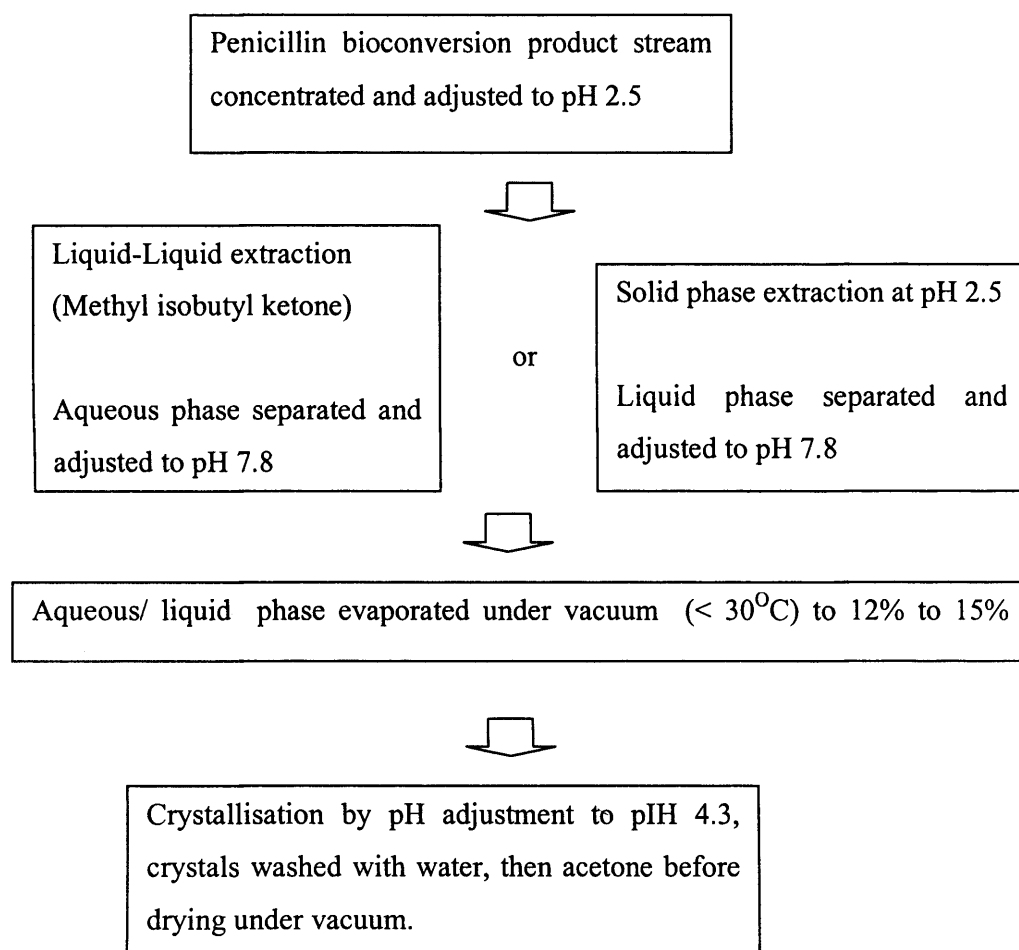 Penicillin bioconversion product stream
concentrated and adjusted to pH 2.5
Liquid-Liquid extraction
(Methyl isobutyl ketone)
Aqueous phase separated and
adjusted to pH 7.8
or
Solid phase extraction at pH 2.5
Liquid phase separated and
adjusted to pH 7.8
Aqueous/ liquid phase evaporated under vacuum (< 30°C) to 12% to 15%
Crystallisation by pH adjustment to pIH 4.3,
crystals washed with water, then acetone before
drying under vacuum.